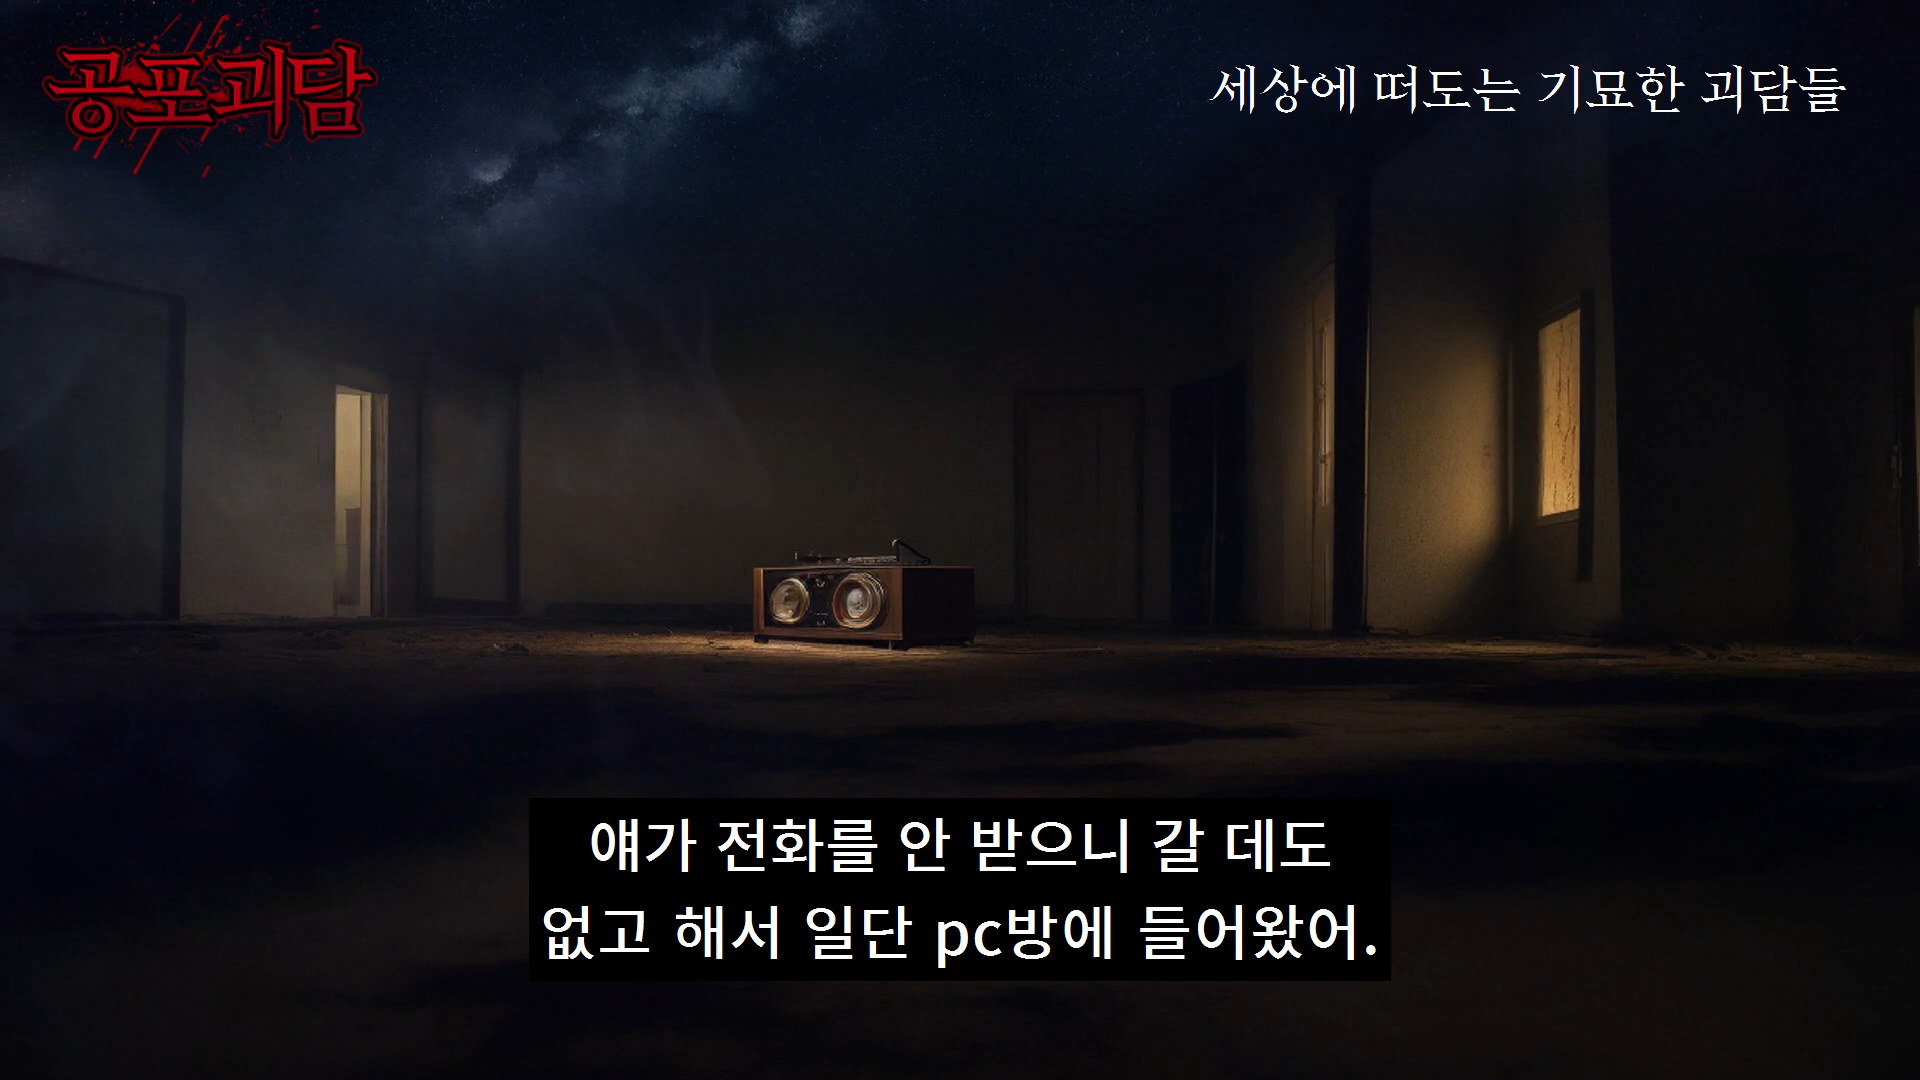 공포괴담
세상에 떠도는 기묘한 괴담들
얘가 전화를 안 받으니 갈 데도
없고 해서 일단 pc방에 들어왔어.